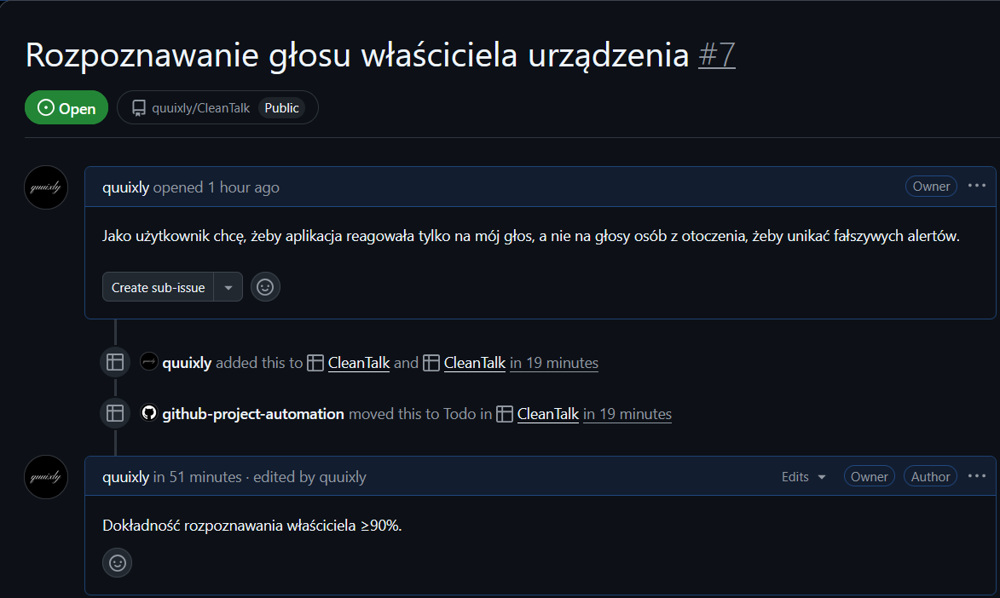 Rozpoznawanie głosu właściciela urządzenia #7
Open quuixly/CleanTalk Public
quuixly
quuixly opened 1 hour ago Owner
Jako użytkownik chcę, żeby aplikacja reagowała tylko na mój głos, a nie na głosy osób z otoczenia, żeby unikać fałszywych alertów.
Create sub-issue
quuixly added this to CleanTalk and CleanTalk in 19 minutes
github-project-automation moved this to Todo in CleanTalk in 19 minutes
quuixly
quuixly in 51 minutes · edited by quuixly Edits Owner Author
Dokładność rozpoznawania właściciela ≥90%.